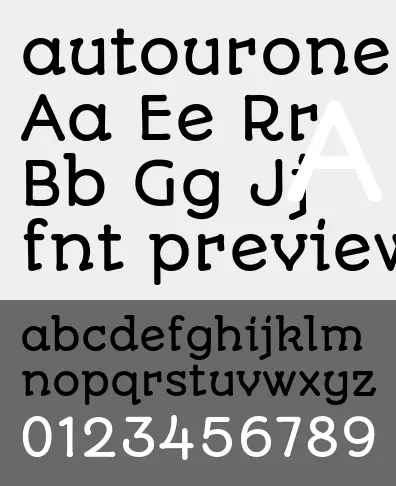 autourone
Aa Ee Rr
A
Bb Gg Jj
fnt preview
abcdefghijklm
nopqrstuvwxyz
0123456789